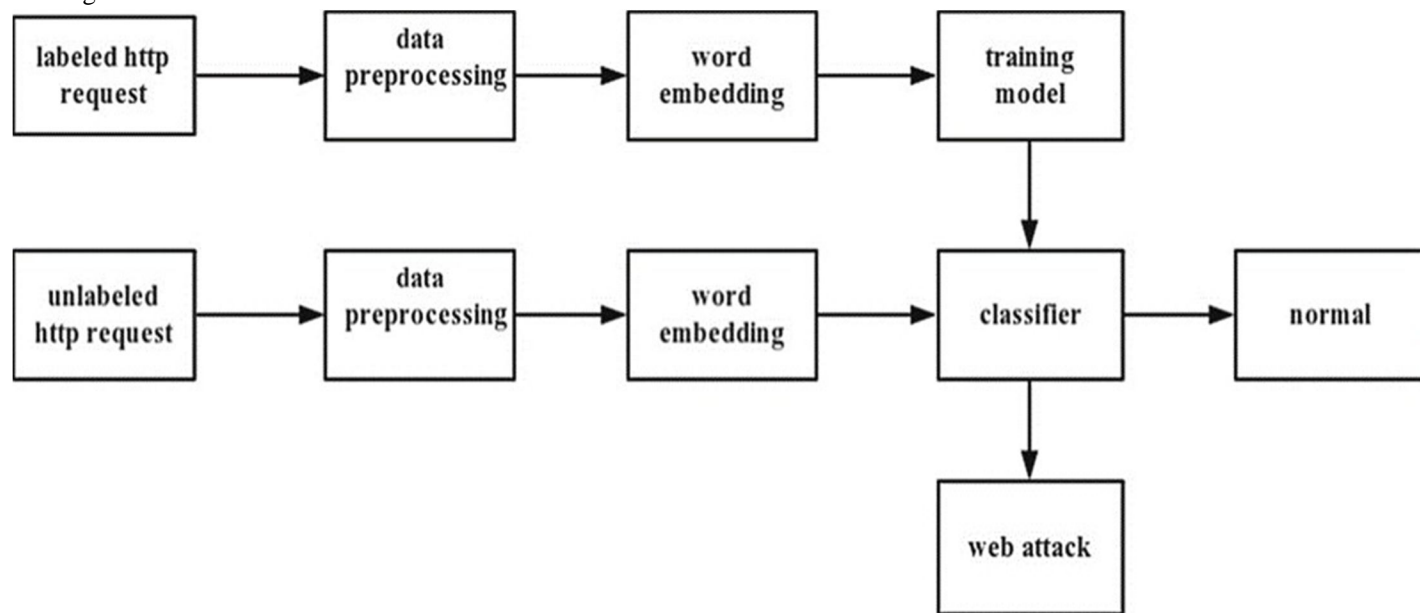 labeled http
request
data
preprocessing
word
embedding
training
model
unlabeled
http request
data
preprocessing
word
embedding
classifier
normal
web attack